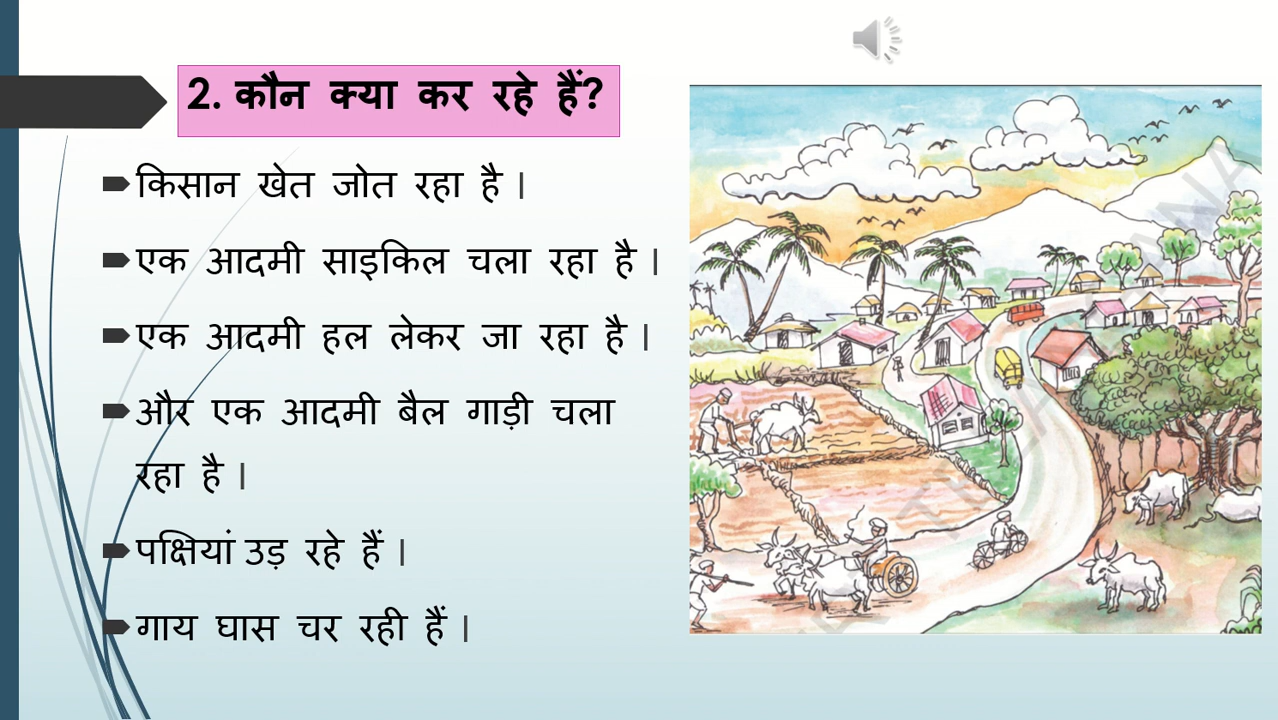 2. कौन क्या कर रहे हैं?
किसान खेत जोत रहा है।
एक आदमी साइकिल चला रहा है।
एक आदमी हल लेकर जा रहा है।
और एक आदमी बैल गाड़ी चला
रहा है।
पक्षियां उड़ रहे हैं।
गाय घास चर रही हैं।